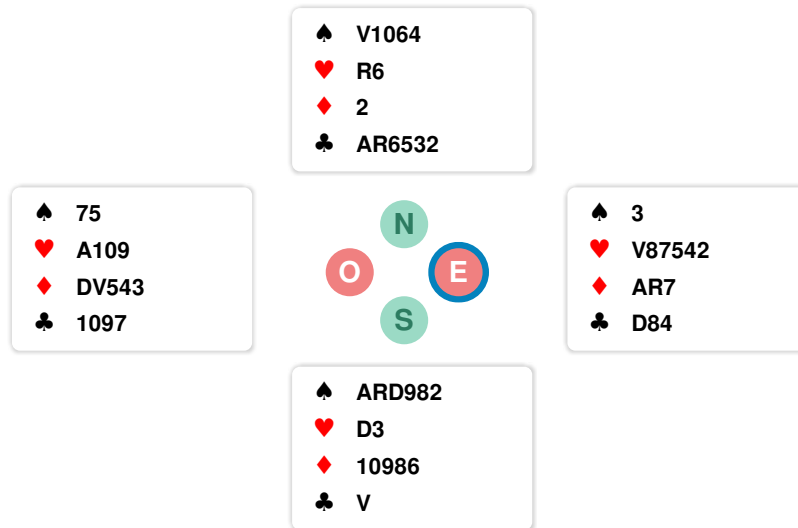 ♠ V1064
♥ R6
♦ 2
♣ AR6532
♠ 75
♥ A109
♦ DV543
♣ 1097
N
O
E
S
♠ 3
♥ V87542
♦ AR7
♣ D84
♠ ARD982
♥ D3
♦ 10986
♣ V